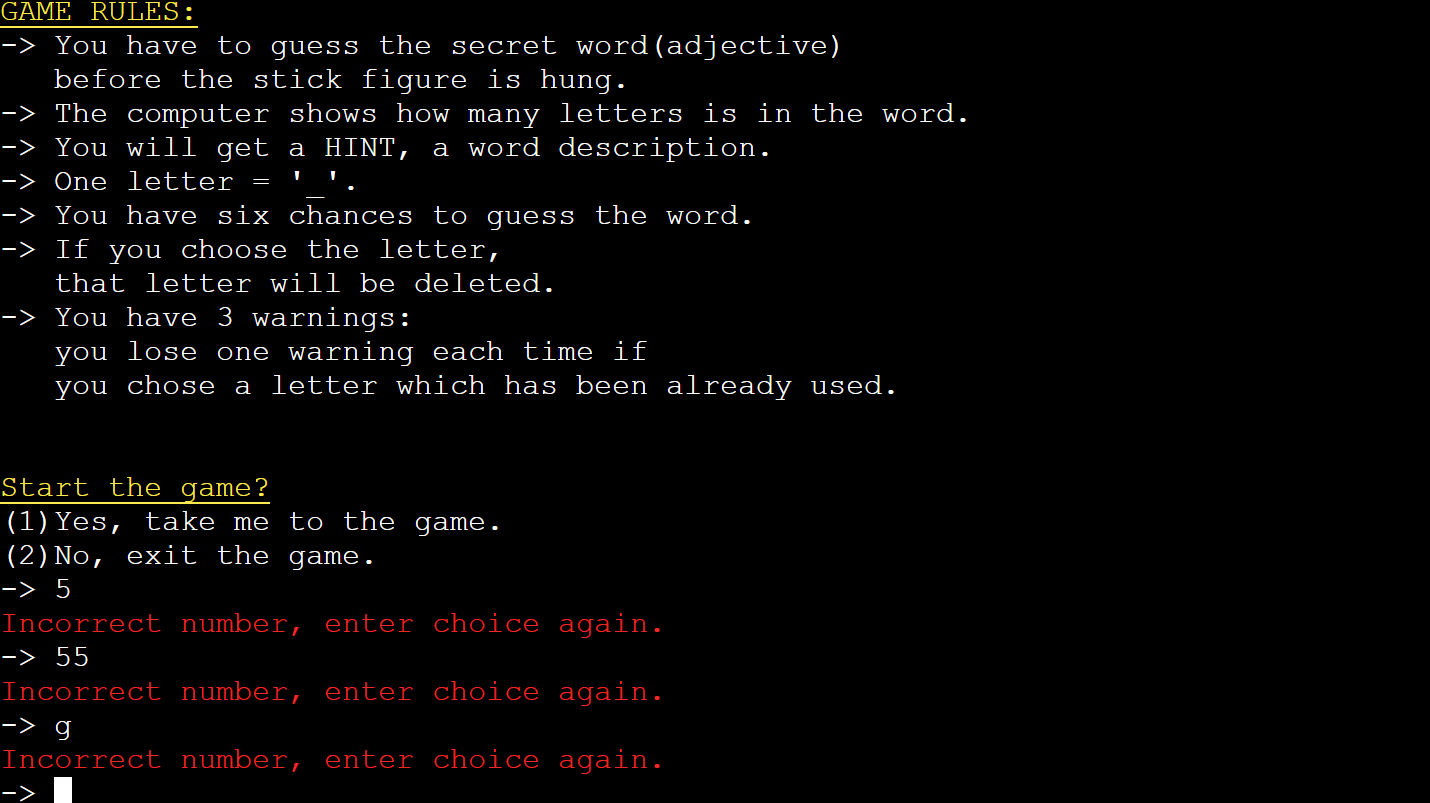 GAME RULES:
-> You have to guess the secret word(adjective)
before the stick figure is hung.
-> The computer shows how many letters is in the word.
-> You will get a HINT, a word description.
-> One letter = '_'.
-> You have six chances to guess the word.
-> If you choose the letter,
that letter will be deleted.
-> You have 3 warnings:
you lose one warning each time if
you chose a letter which has been already used.
Start the game?
(1)Yes, take me to the game.
(2)No, exit the game.
-> 5
Incorrect number, enter choice again.
-> 55
Incorrect number, enter choice again.
-> g
Incorrect number, enter choice again.
->